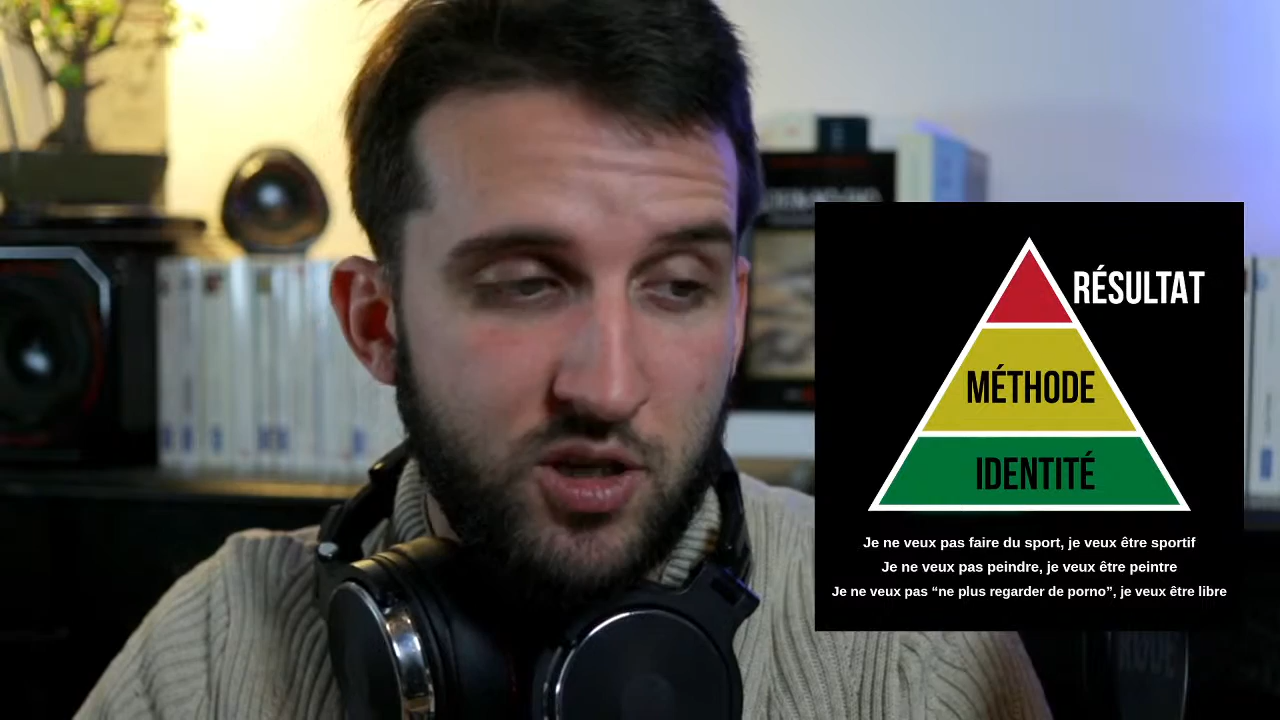 RÉSULTAT
MÉTHODE
IDENTITÉ
Je ne veux pas faire du sport, je veux être sportif
Je ne veux pas peindre, je veux être peintre
Je ne veux pas “ne plus regarder de porno”, je veux être libre